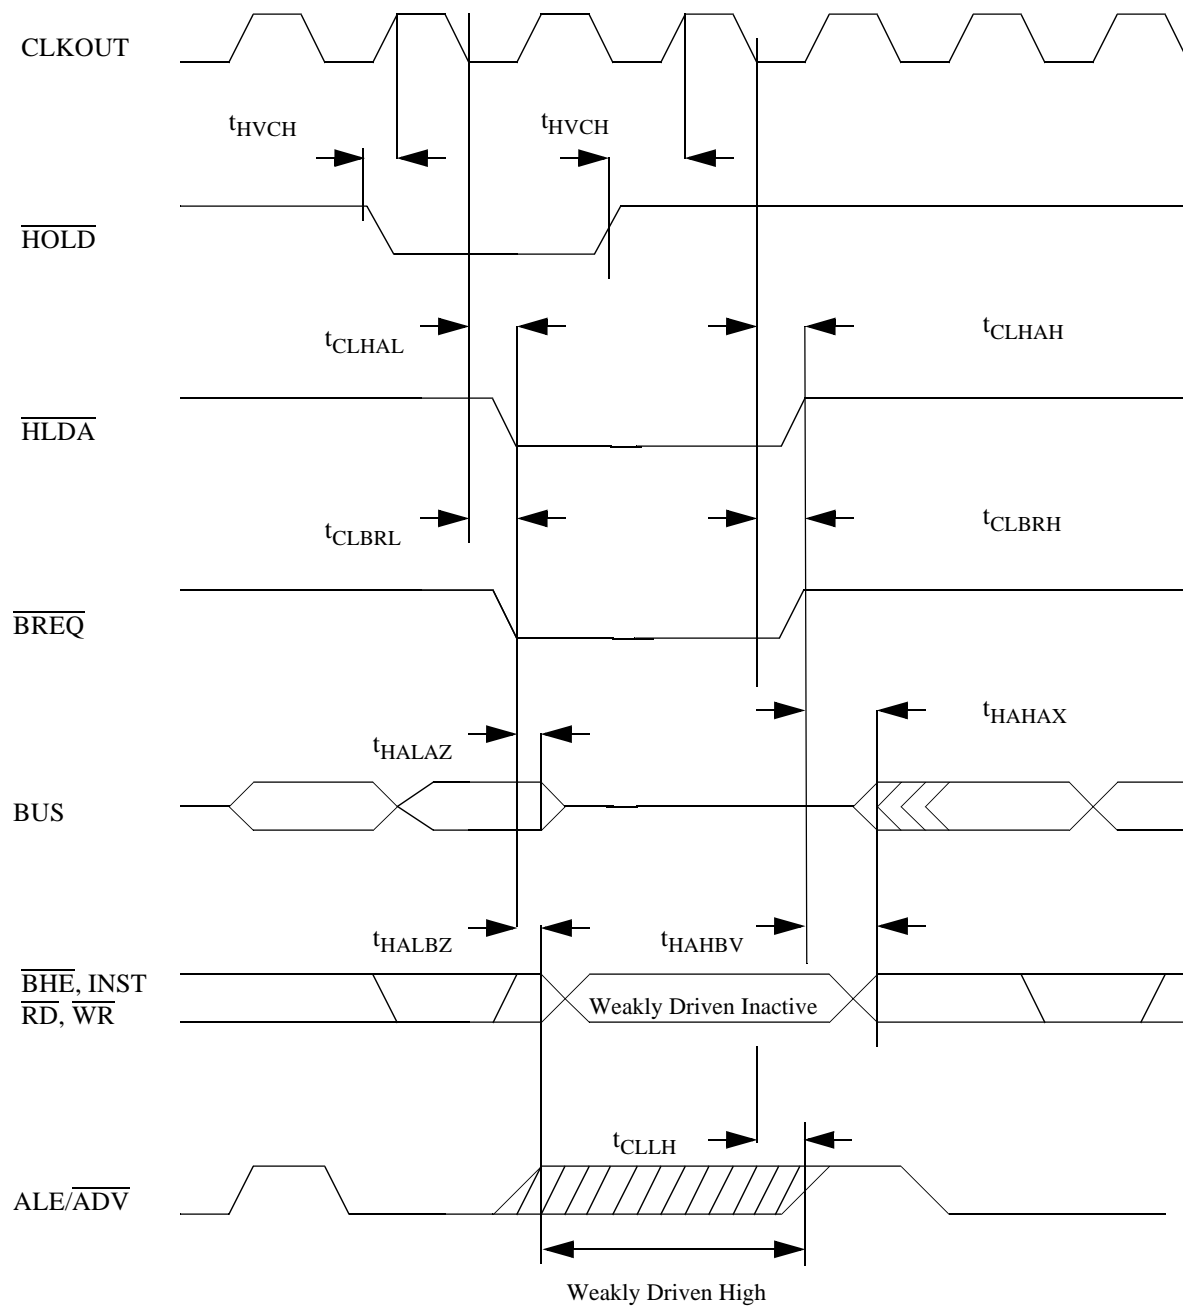 CLKOUT
tHVCH tHVCH
HOLD
tCLHAL tCLHAH
HLDA
tCLBRL tCLBRH
BREQ
tHAHAX
tHALAZ
BUS
tHALBZ tHAHBV
BHE, INST
RD, WR
Weakly Driven Inactive
tCLLH
ALE/ADV
Weakly Driven High